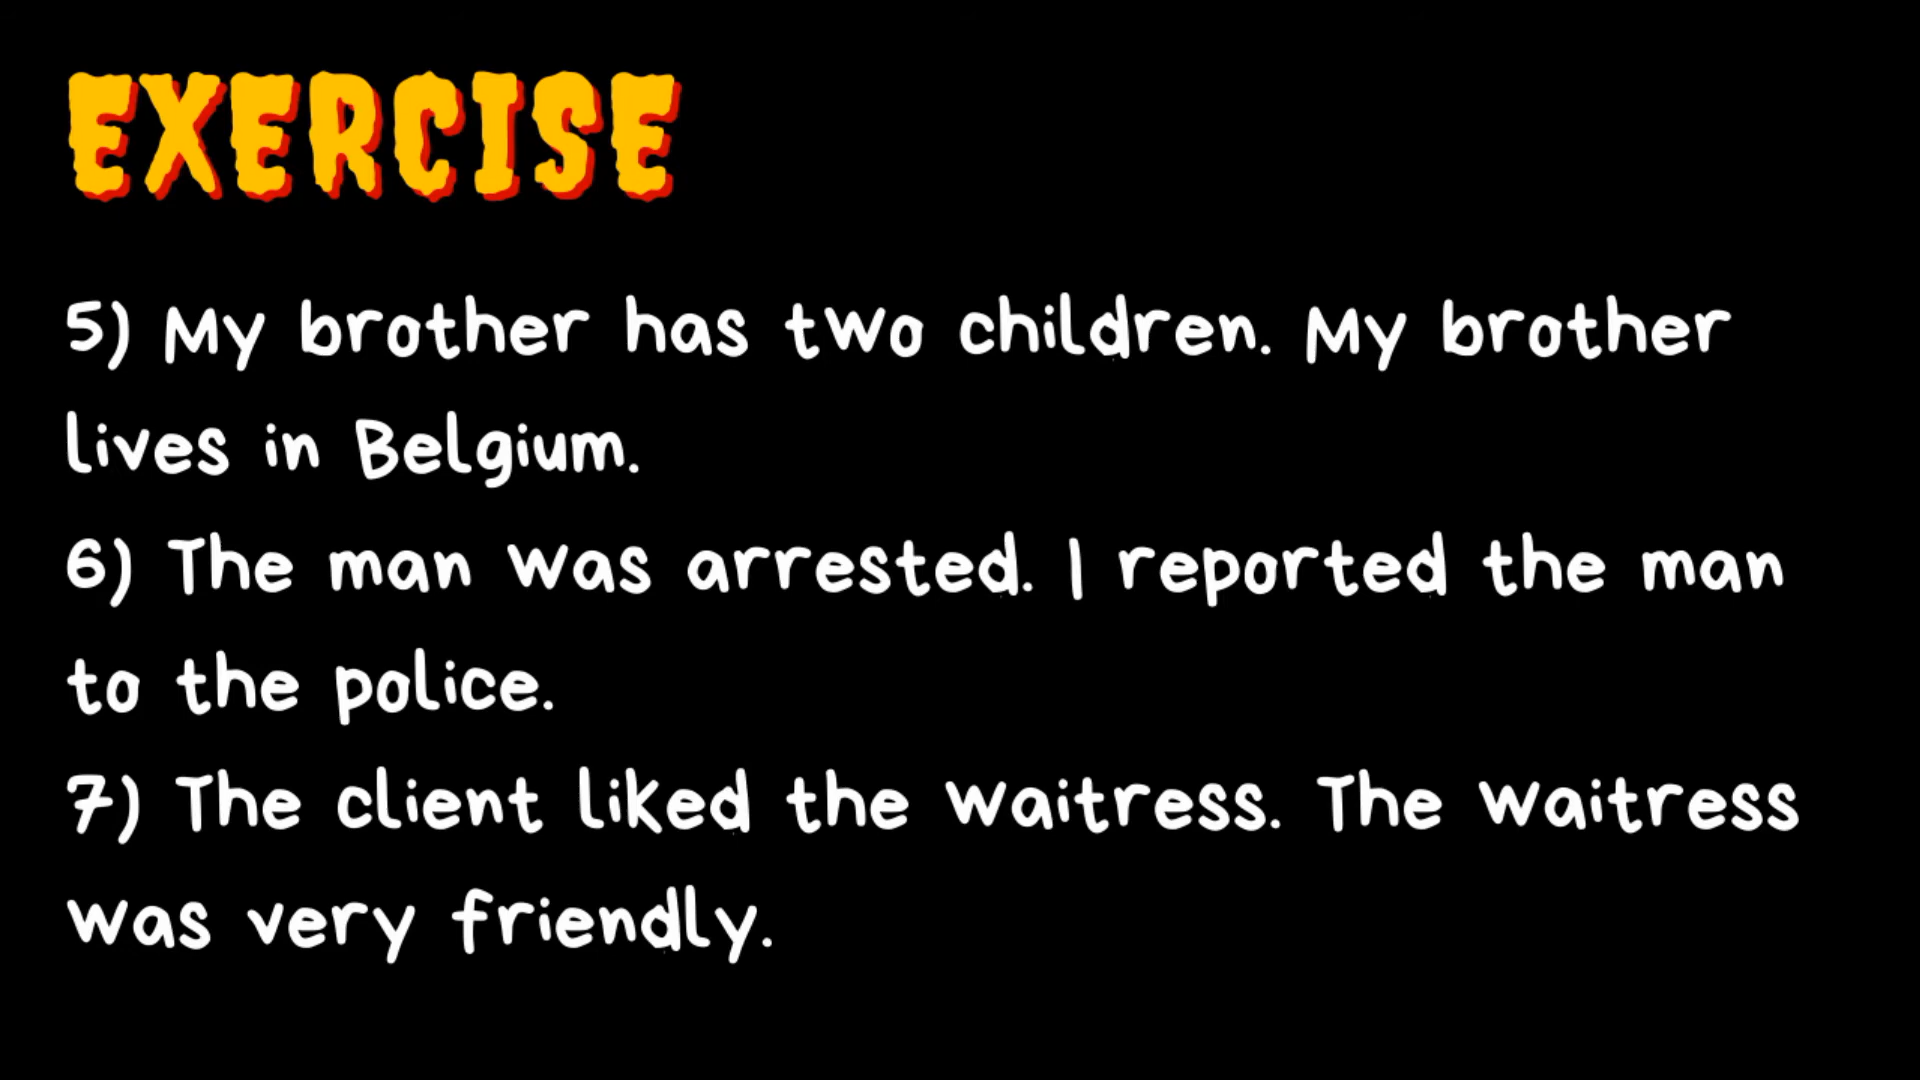 EXERCISE
5) My brother has two children. My brother
lives in Belgium.
6) The man was arrested. I reported the man
to the police.
7) The client liked the waitress. The waitress
was very friendly.